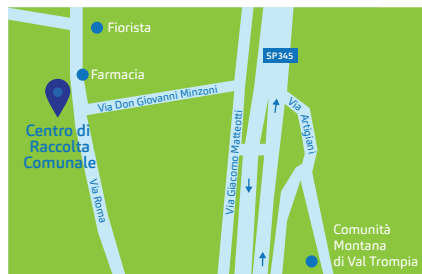 Fiorista
SP345
Farmacia
Via Don Giovanni Minzoni
Via Artigiani
Centro di
Raccolta
Comunale
Via Giacomo Matteotti
Via Roma
Comunità
Montana
di Val Trompia